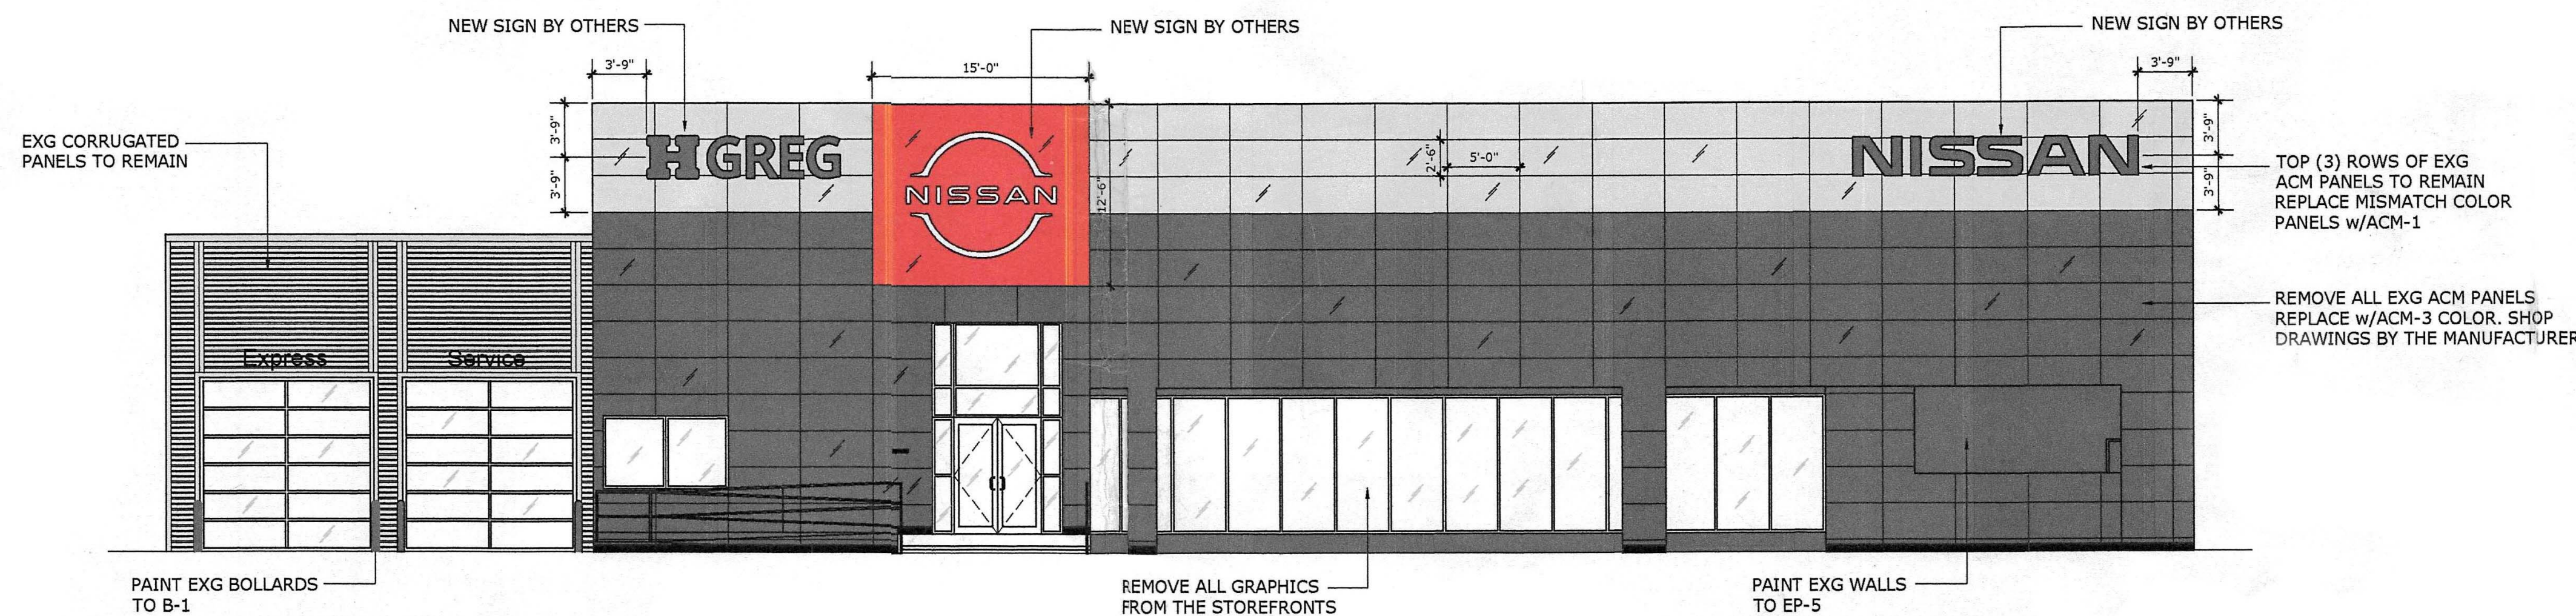 NEW SIGN BY OTHERS
NEW SIGN BY OTHERS
NEW SIGN BY OTHERS
3'-9"
15'-0"
3'-9"
EXG CORRUGATED
PANELS TO REMAIN
3'-9"
3'-9"
HGREG
NISSAN
12'-6"
2'-6"
5'-0"
NISSAN
3'-9"
3'-9"
TOP (3) ROWS OF EXG
ACM PANELS TO REMAIN
REPLACE MISMATCH COLOR
PANELS w/ACM-1
REMOVE ALL EXG ACM PANELS
REPLACE w/ACM-3 COLOR. SHOP
DRAWINGS BY THE MANUFACTURER
Express
Service
PAINT EXG BOLLARDS
TO B-1
REMOVE ALL GRAPHICS
FROM THE STOREFRONTS
PAINT EXG WALLS
TO EP-5